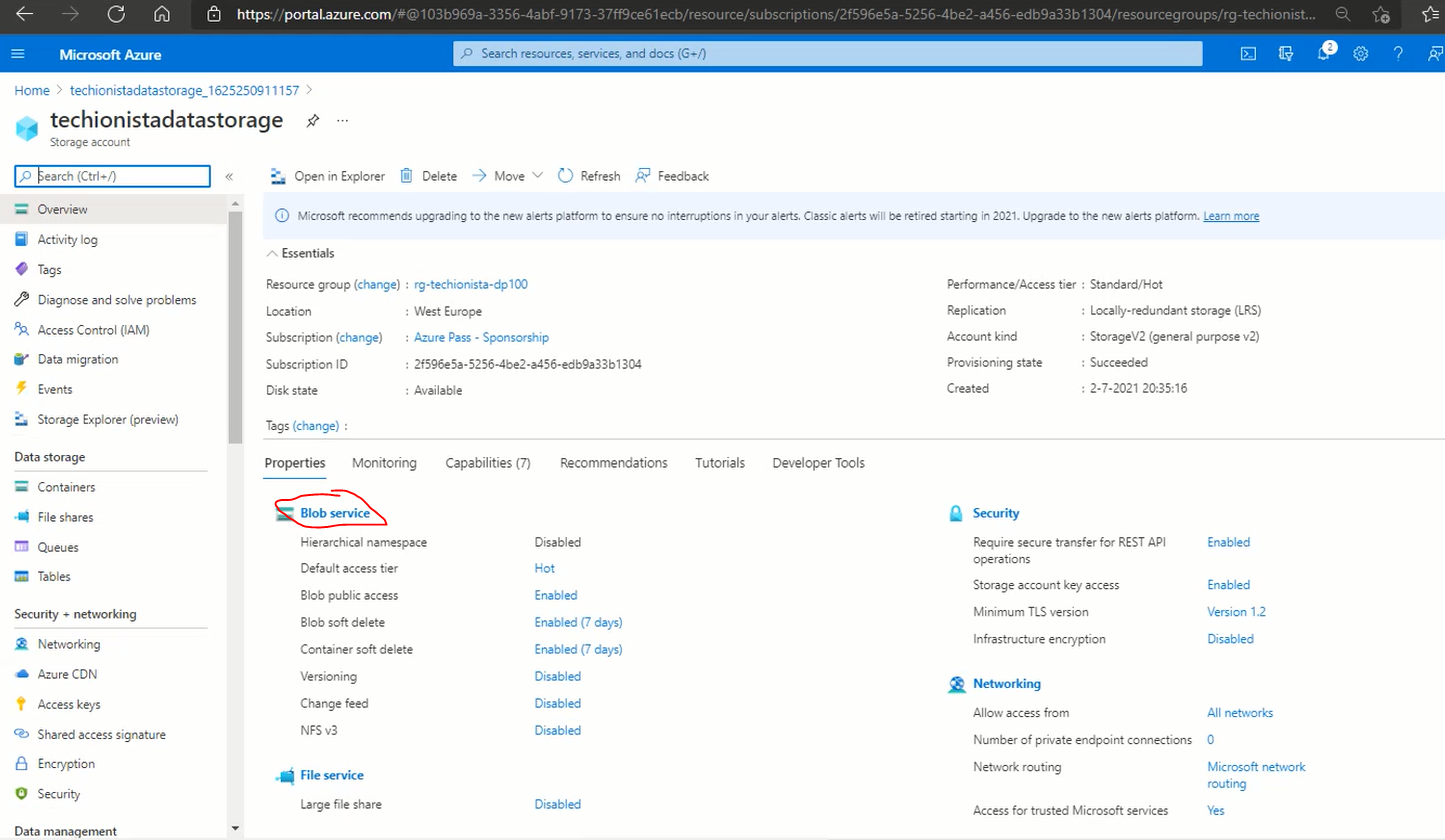 https://portal.azure.com/#@103b969a-3356-4abf-9173-37ff9ce61ecb/resource/subscriptions/2f596e5a-5256-4be2-a456-edb9a33b1304/resourcegroups/rg-techionist...
Microsoft Azure
Search resources, services, and docs (G+/)
2
Home > techionistadatastorage_1625250911157 >
techionistadatastorage
...
Storage account
Search (Ctrl+/)
«
Open in Explorer
Delete
Move
Refresh
Feedback
Overview
Activity log
Tags
Diagnose and solve problems
Access Control (IAM)
Data migration
Events
Storage Explorer (preview)
Data storage
Containers
File shares
Queues
Tables
Security + networking
Networking
Azure CDN
Access keys
Shared access signature
Encryption
Security
Data management
Microsoft recommends upgrading to the new alerts platform to ensure no interruptions in your alerts. Classic alerts will be retired starting in 2021. Upgrade to the new alerts platform. Learn more
Essentials
Resource group (change) : rg-techionista-dp100
Location : West Europe
Subscription (change) : Azure Pass - Sponsorship
Subscription ID : 2f596e5a-5256-4be2-a456-edb9a33b1304
Disk state : Available
Performance/Access tier : Standard/Hot
Replication : Locally-redundant storage (LRS)
Account kind : StorageV2 (general purpose v2)
Provisioning state : Succeeded
Created : 2-7-2021 20:35:16
Tags (change) :
Properties
Monitoring
Capabilities (7)
Recommendations
Tutorials
Developer Tools
Blob service
Hierarchical namespace Disabled
Default access tier Hot
Blob public access Enabled
Blob soft delete Enabled (7 days)
Container soft delete Enabled (7 days)
Versioning Disabled
Change feed Disabled
NFS v3 Disabled
File service
Large file share Disabled
Security
Require secure transfer for REST API Enabled
operations
Storage account key access Enabled
Minimum TLS version Version 1.2
Infrastructure encryption Disabled
Networking
Allow access from All networks
Number of private endpoint connections 0
Network routing Microsoft network
routing
Access for trusted Microsoft services Yes